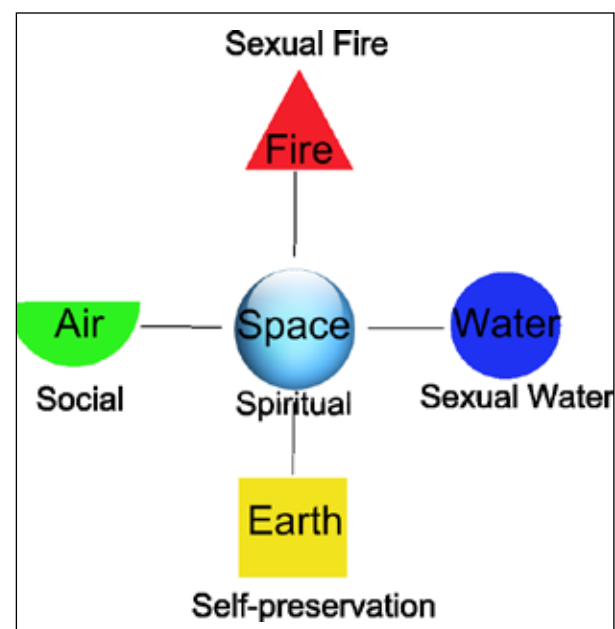 Sexual Fire
Fire
Air
Space
Water
Social
Spiritual
Sexual Water
Earth
Self-preservation